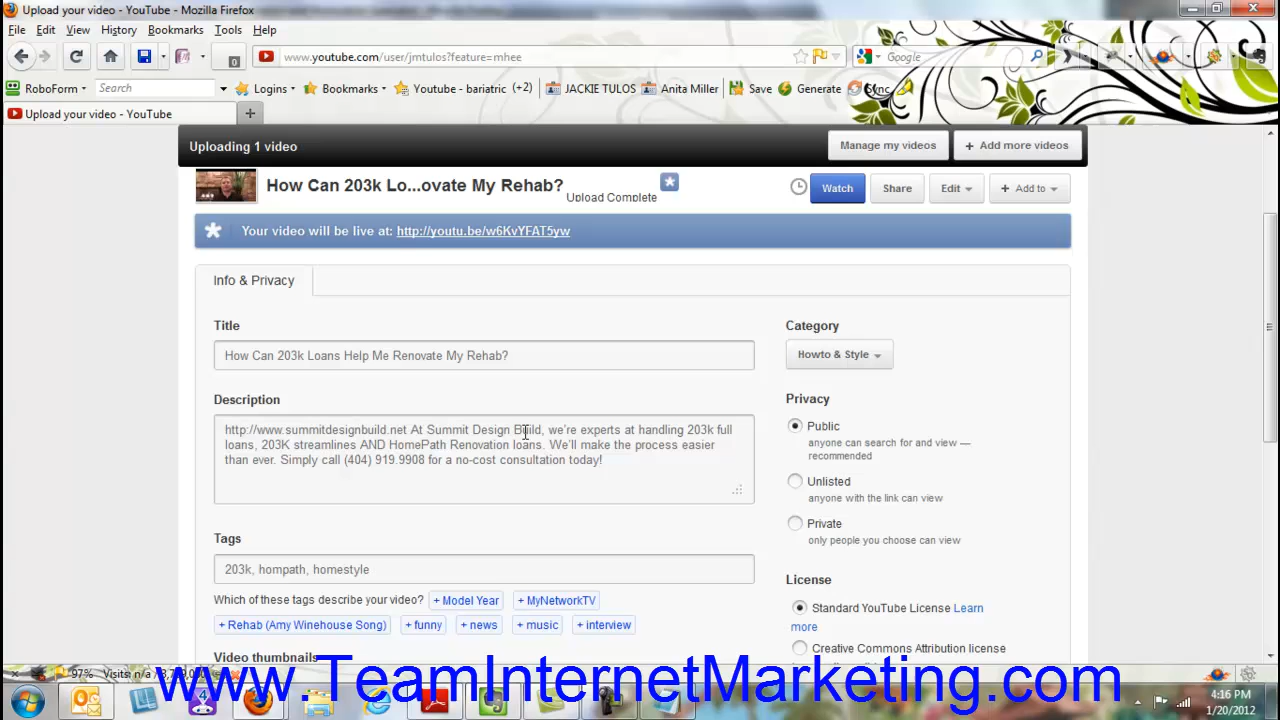 Upload your video - YouTube - Mozilla Firefox
File Edit View History Bookmarks Tools Help
www.youtube.com/user/jmtulos?feature=mhee
Google
RoboForm Search Logins Bookmarks Youtube - bariatric (+2) JACKIE TULOS Anita Miller Save Generate Sync
Upload your video - YouTube
Uploading 1 video Manage my videos + Add more videos
How Can 203k Lo...ovate My Rehab? Upload Complete Watch Share Edit + Add to
Your video will be live at: http://youtu.be/w6KvYFAT5yw
Info & Privacy
Title
How Can 203k Loans Help Me Renovate My Rehab?
Description
http://www.summitdesignbuild.net At Summit Design Build, we're experts at handling 203k full
loans, 203K streamlines AND HomePath Renovation loans. We'll make the process easier
than ever. Simply call (404) 919.9908 for a no-cost consultation today!
Tags
203k, hompath, homestyle
Which of these tags describe your video? + Model Year + MyNetworkTV
+ Rehab (Amy Winehouse Song) + funny + news + music + interview
Video thumbnails
Category
Howto & Style
Privacy
Public
anyone can search for and view —
recommended
Unlisted
anyone with the link can view
Private
only people you choose can view
License
Standard YouTube License Learn
more
Creative Commons Attribution license
97% Visits n/a
www.TeamInternetMarketing.com
4:16 PM
1/20/2012